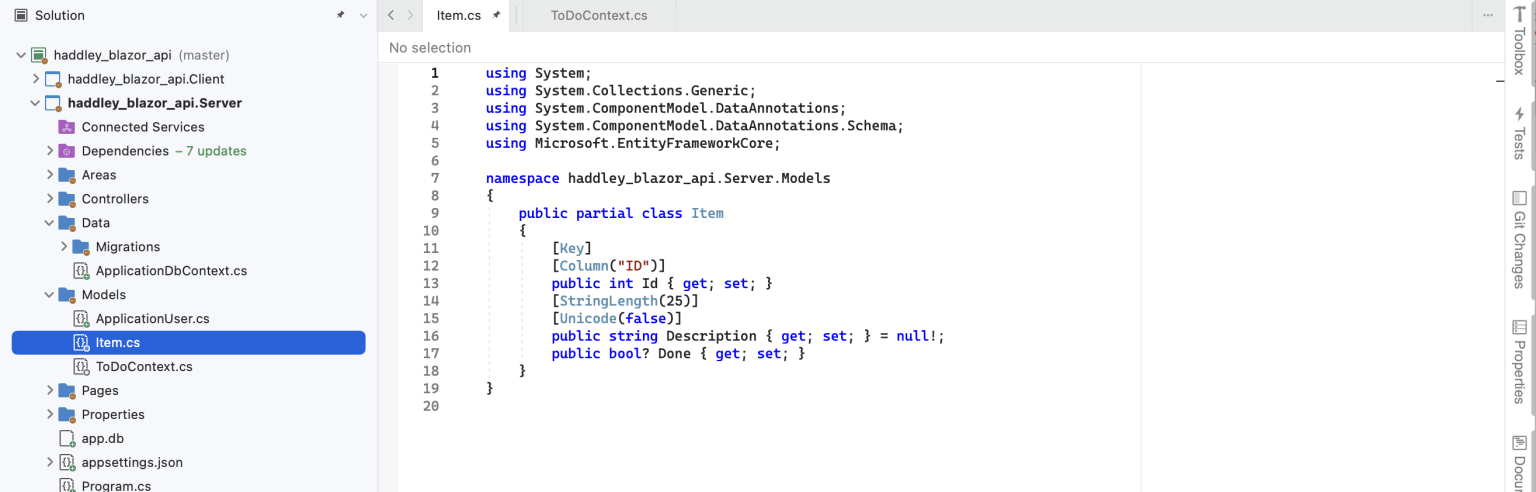 Solution
haddley_blazor_api (master)
haddley_blazor_api.Client
haddley_blazor_api.Server
Connected Services
Dependencies – 7 updates
Areas
Controllers
Data
Migrations
ApplicationDbContext.cs
Models
ApplicationUser.cs
Item.cs
ToDoContext.cs
Pages
Properties
app.db
appsettings.json
Program.cs
Item.cs
ToDoContext.cs
No selection
1 using System;
2 using System.Collections.Generic;
3 using System.ComponentModel.DataAnnotations;
4 using System.ComponentModel.DataAnnotations.Schema;
5 using Microsoft.EntityFrameworkCore;
6
7 namespace haddley_blazor_api.Server.Models
8 {
9 public partial class Item
10 {
11 [Key]
12 [Column("ID")]
13 public int Id { get; set; }
14 [StringLength(25)]
15 [Unicode(false)]
16 public string Description { get; set; } = null!;
17 public bool? Done { get; set; }
18 }
19 }
20
Toolbox
Tests
Git Changes
Properties
Docu